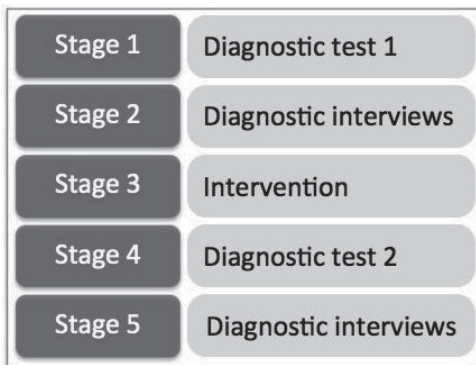 Stage 1 Diagnostic test 1
Stage 2 Diagnostic interviews
Stage 3 Intervention
Stage 4 Diagnostic test 2
Stage 5 Diagnostic interviews